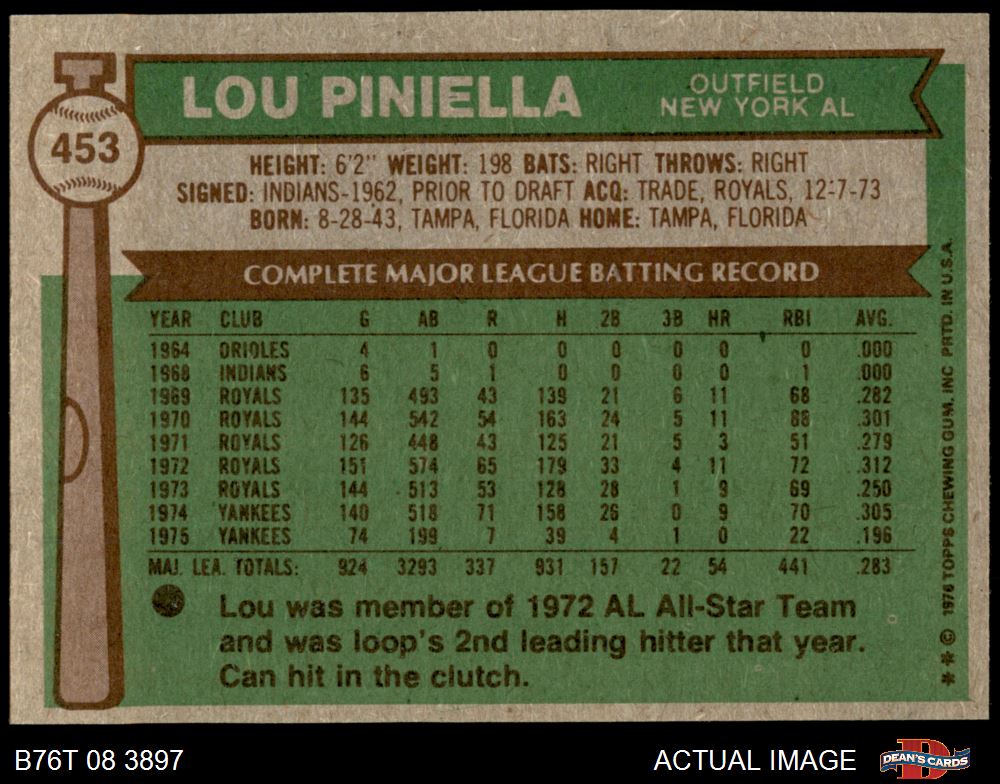 LOU PINIELLA
OUTFIELD
NEW YORK AL
453
HEIGHT: 6'2" WEIGHT: 198 BATS: RIGHT THROWS: RIGHT
SIGNED: INDIANS-1962, PRIOR TO DRAFT ACQ: TRADE, ROYALS, 12-7-73
BORN: 8-28-43, TAMPA, FLORIDA HOME: TAMPA, FLORIDA
COMPLETE MAJOR LEAGUE BATTING RECORD
YEAR CLUB G AB R H 2B 3B HR RBI AVG.
1964 ORIOLES 4 1 0 0 0 0 0 0 .000
1968 INDIANS 6 5 1 0 0 0 0 1 .000
1969 ROYALS 135 493 43 139 21 6 11 68 .282
1970 ROYALS 144 542 54 163 24 5 11 88 .301
1971 ROYALS 126 448 43 125 21 5 3 51 .279
1972 ROYALS 151 574 65 179 33 4 11 72 .312
1973 ROYALS 144 513 53 128 28 1 9 69 .250
1974 YANKEES 140 518 71 158 26 0 9 70 .305
1975 YANKEES 74 199 7 39 4 1 0 22 .196
MAJ. LEA. TOTALS: 924 3293 337 931 157 22 54 441 .283
Lou was member of 1972 AL All-Star Team
and was loop's 2nd leading hitter that year.
Can hit in the clutch.
** © 1976 TOPPS CHEWING GUM, INC PRTD. IN U.S.A.
B76T 08 3897
ACTUAL IMAGE
DEAN'S CARDS